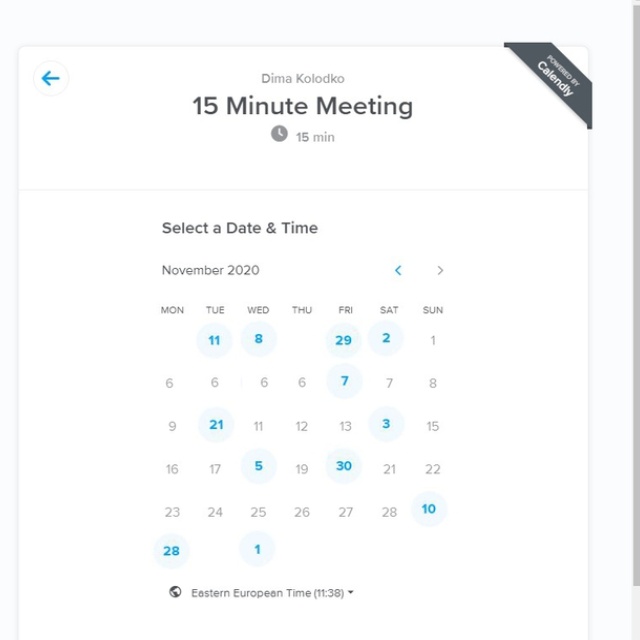 POWERED BY
Calendly
Dima Kolodko
15 Minute Meeting
15 min
Select a Date & Time
November 2020
MON TUE WED THU FRI SAT SUN
11 8 29 2 1
6 6 6 6 7 7 8
9 21 11 12 13 3 15
16 17 5 19 30 21 22
23 24 25 26 27 28 10
28 1
Eastern European Time (11:38)